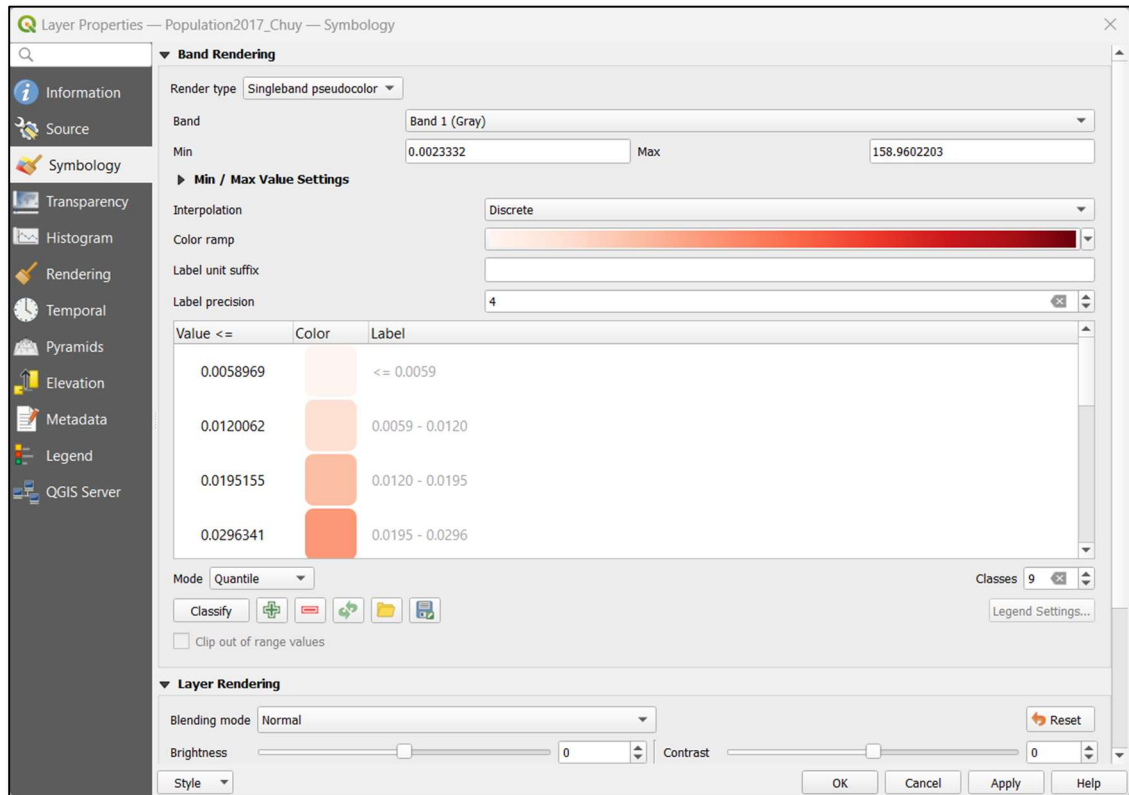 Layer Properties — Population2017_Chuy — Symbology
Information
Source
Symbology
Transparency
Histogram
Rendering
Temporal
Pyramids
Elevation
Metadata
Legend
QGIS Server
Band Rendering
Render type Singleband pseudocolor
Band Band 1 (Gray)
Min 0.0023332 Max 158.9602203
Min / Max Value Settings
Interpolation Discrete
Color ramp
Label unit suffix
Label precision 4
Value <= Color Label
0.0058969 <= 0.0059
0.0120062 0.0059 - 0.0120
0.0195155 0.0120 - 0.0195
0.0296341 0.0195 - 0.0296
Mode Quantile Classes 9
Classify Legend Settings...
Clip out of range values
Layer Rendering
Blending mode Normal Reset
Brightness 0 Contrast 0
Style OK Cancel Apply Help